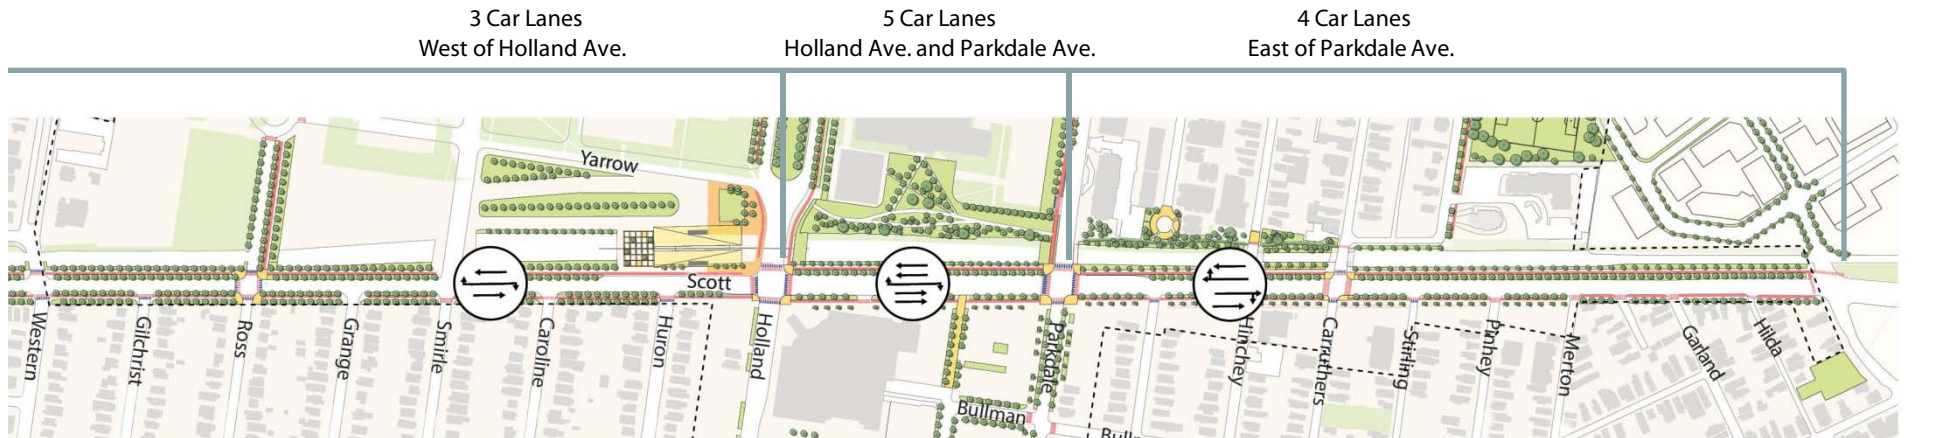 3 Car Lanes
West of Holland Ave.
5 Car Lanes
Holland Ave. and Parkdale Ave.
4 Car Lanes
East of Parkdale Ave.
Yarrow
Scott
Western
Gilchrist
Ross
Grange
Smirle
Caroline
Huron
Holland
Parkdale
Hinchey
Carruthers
Stirling
Pinhey
Merton
Garland
Hilda
Bullman